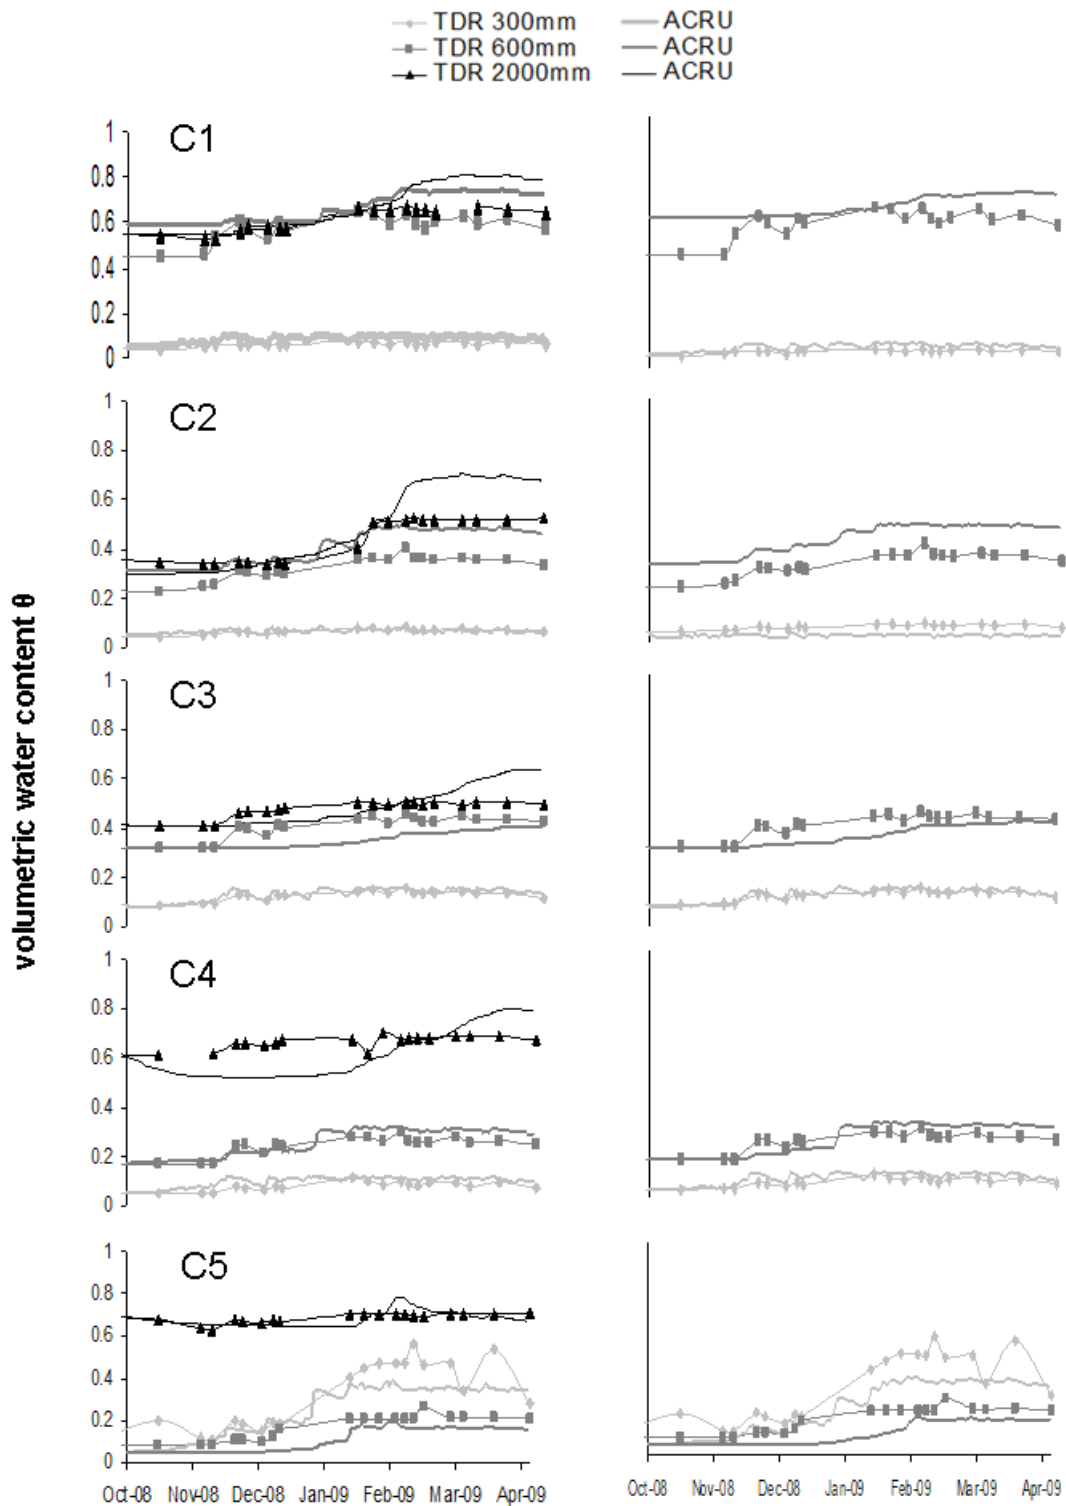 TDR 300mm ACRU
TDR 600mm ACRU
TDR 2000mm ACRU
volumetric water content θ
C1
1
0.8
0.6
0.4
0.2
0
C2
1
0.8
0.6
0.4
0.2
0
C3
1
0.8
0.6
0.4
0.2
0
C4
1
0.8
0.6
0.4
0.2
0
C5
1
0.8
0.6
0.4
0.2
0
Oct-08 Nov-08 Dec-08 Jan-09 Feb-09 Mar-09 Apr-09
Oct-08 Nov-08 Dec-08 Jan-09 Feb-09 Mar-09 Apr-09